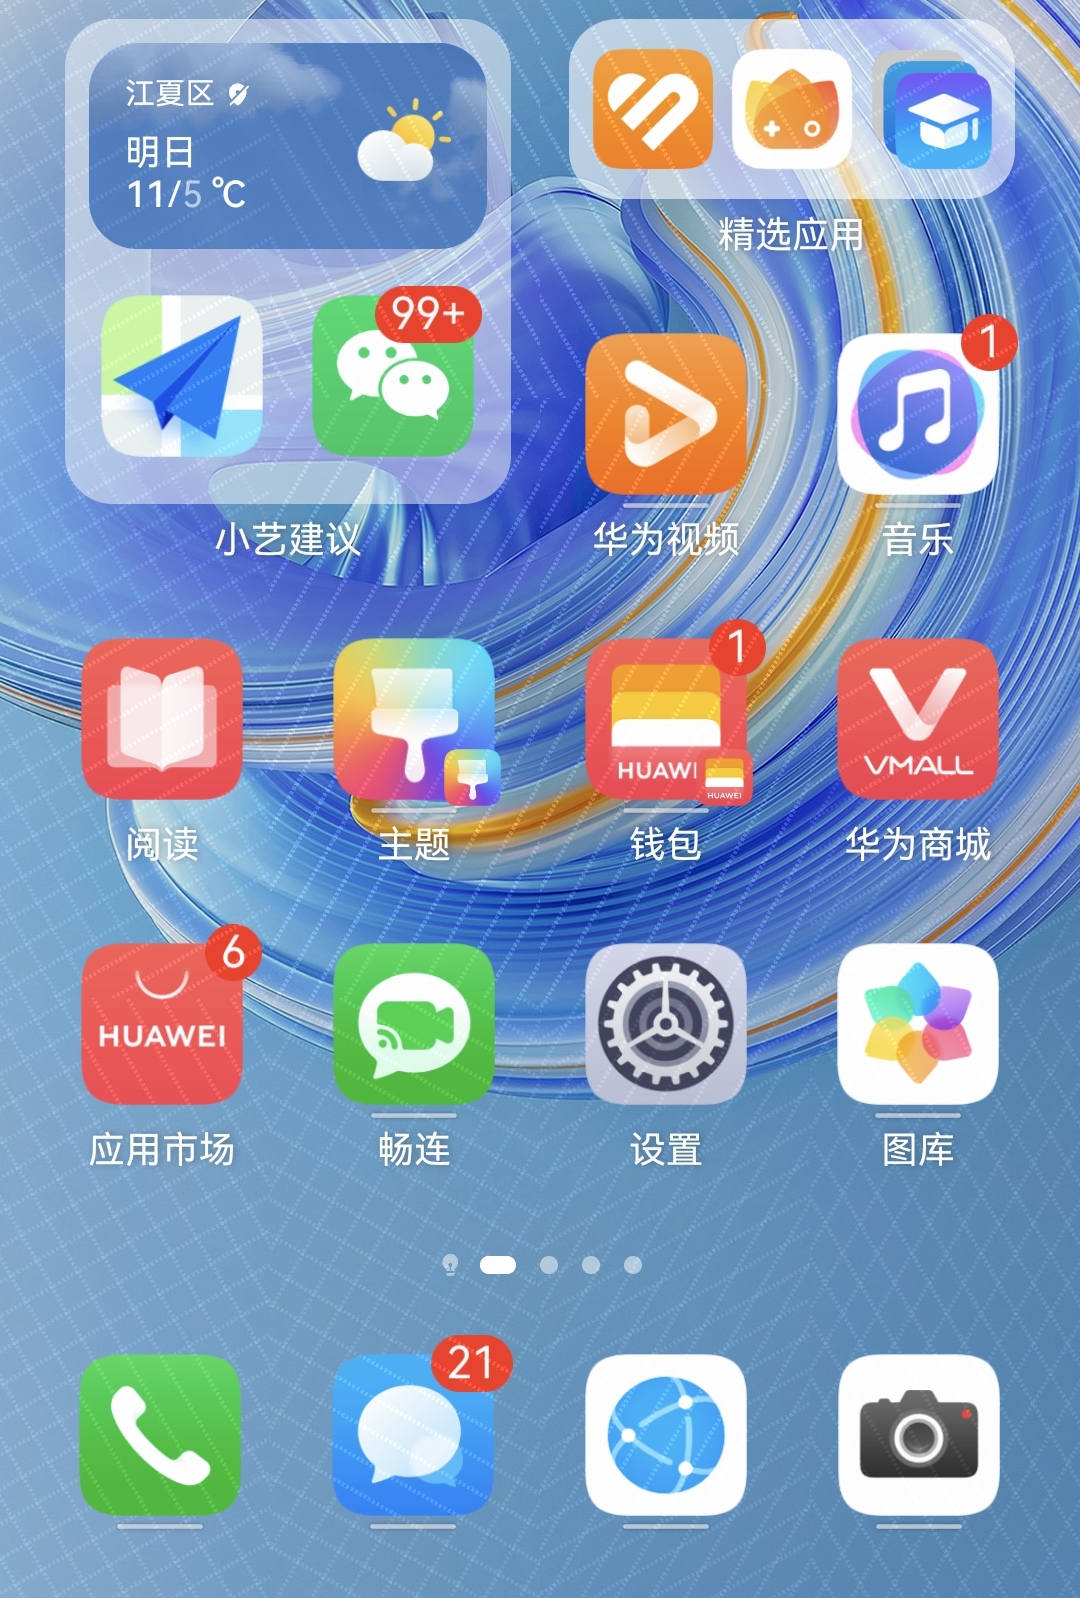 江夏区
明日
11/5 ℃
99+
小艺建议
精选应用
华为视频
1
音乐
阅读
主题
1
HUAWEI
HUAWEI
钱包
VMALL
华为商城
6
HUAWEI
应用市场
畅连
设置
图库
21